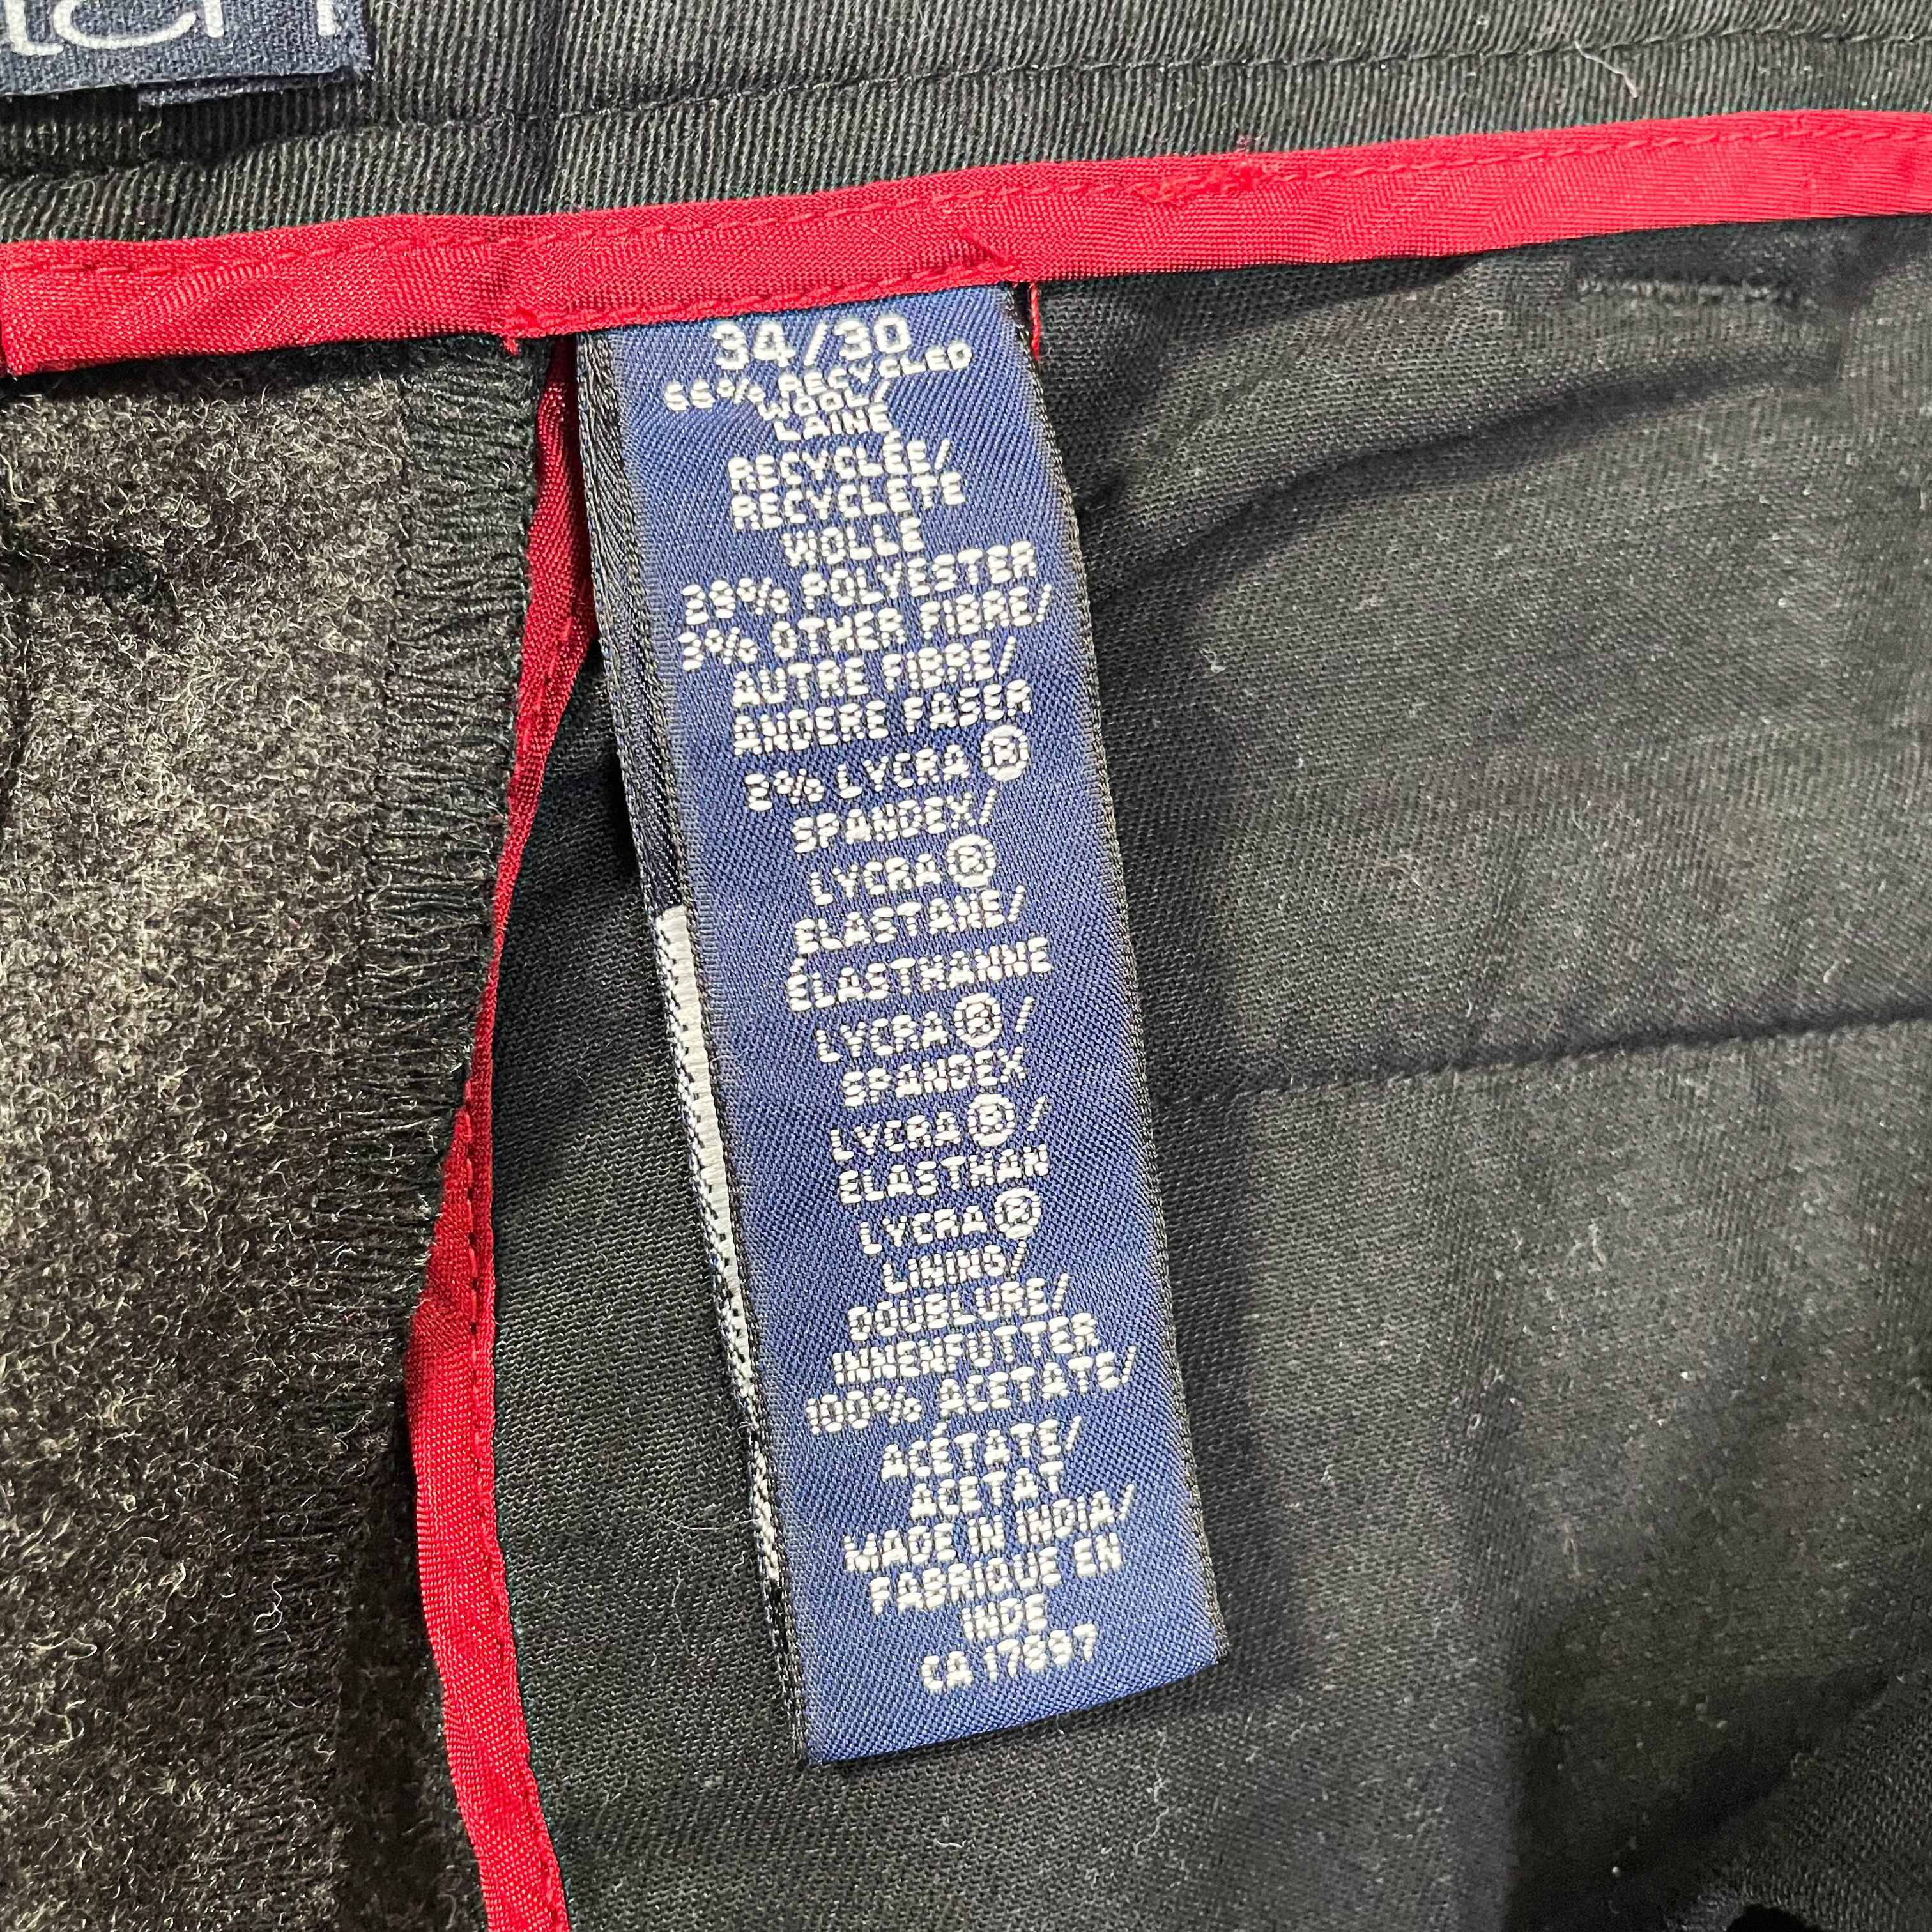 34/30
66% RECYCLED
WOOL/
LAINE
RECYCLÉE/
RECYCLETE
WOLLE
29% POLYESTER
3% OTHER FIBRE/
AUTRE FIBRE/
ANDERE FASER
2% LYCRA®
SPANDEX/
LYCRA®
ELASTANE/
ÉLASTHANNE
LYCRA®/
SPANDEX
LYCRA®/
ELASTHAN
LYCRA®
LINING/
DOUBLURE/
INNENFUTTER
100% ACETATE/
ACÉTATE/
ACETAT
MADE IN INDIA/
FABRIQUE EN
INDE
CA 17897